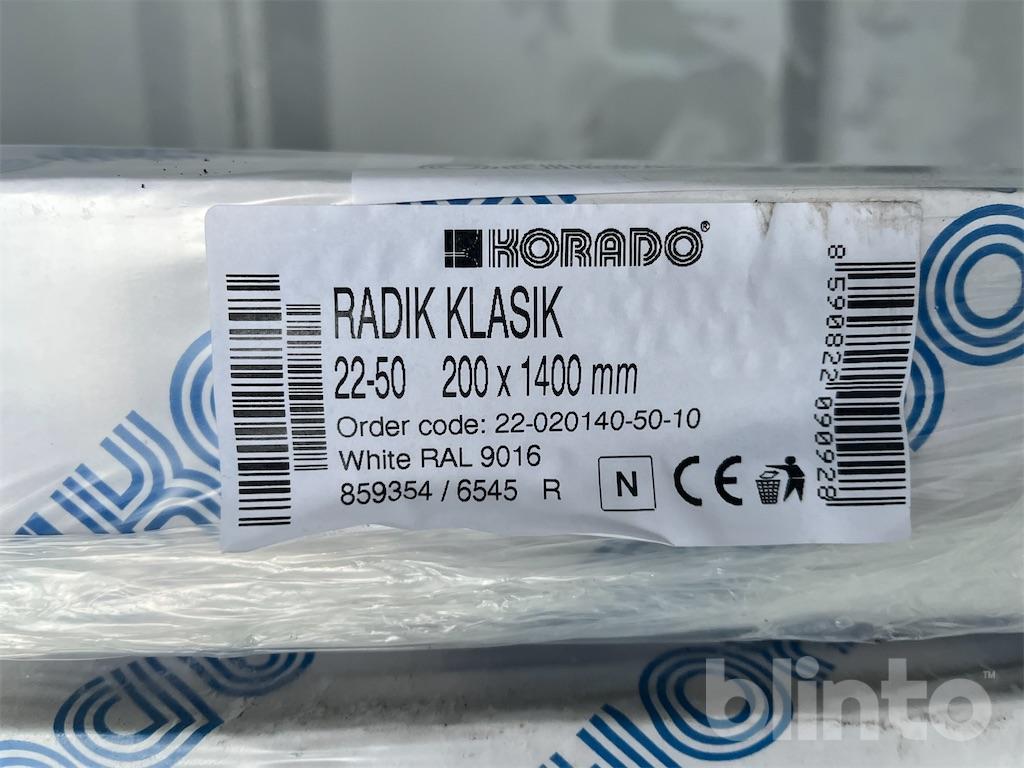 KORADO®
RADIK KLASIK
22-50 200 x 1400 mm
Order code: 22-020140-50-10
White RAL 9016
859354 / 6545 R
N
CE
8 590822 090928
blinto™